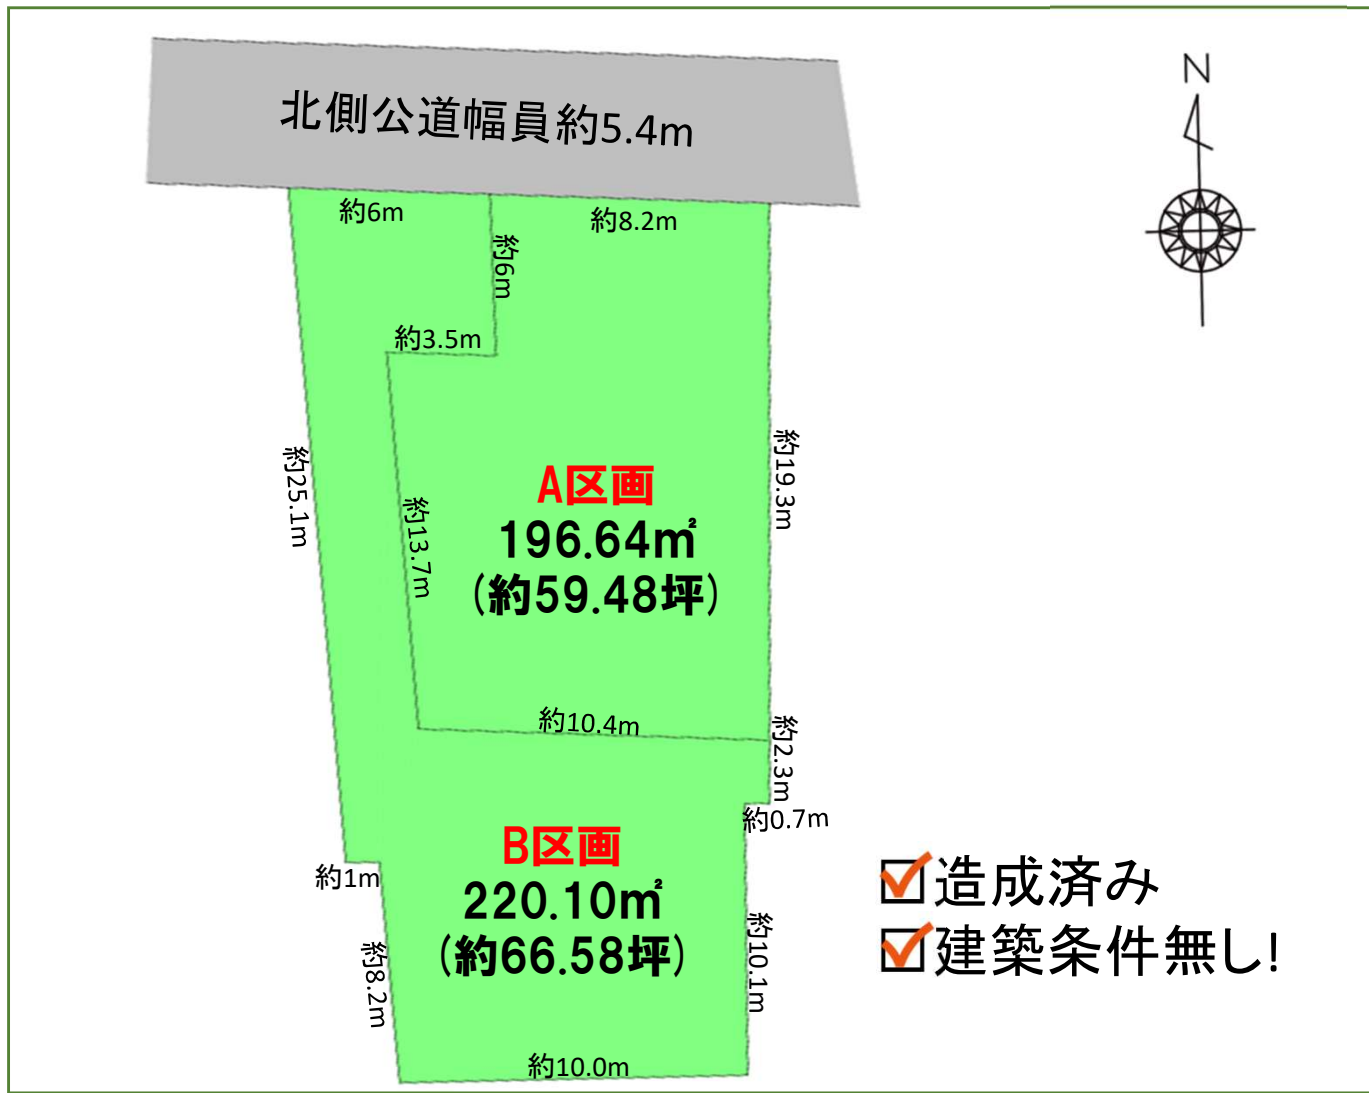 N
北側公道幅員約5.4m
約6m
約8.2m
約6m
約3.5m
約25.1m
約13.7m
約19.3m
A区画
196.64㎡
(約59.48坪)
約10.4m
約2.3m
約0.7m
B区画
220.10㎡
(約66.58坪)
約1m
約8.2m
約10.1m
約10.0m
造成済み
建築条件無し!